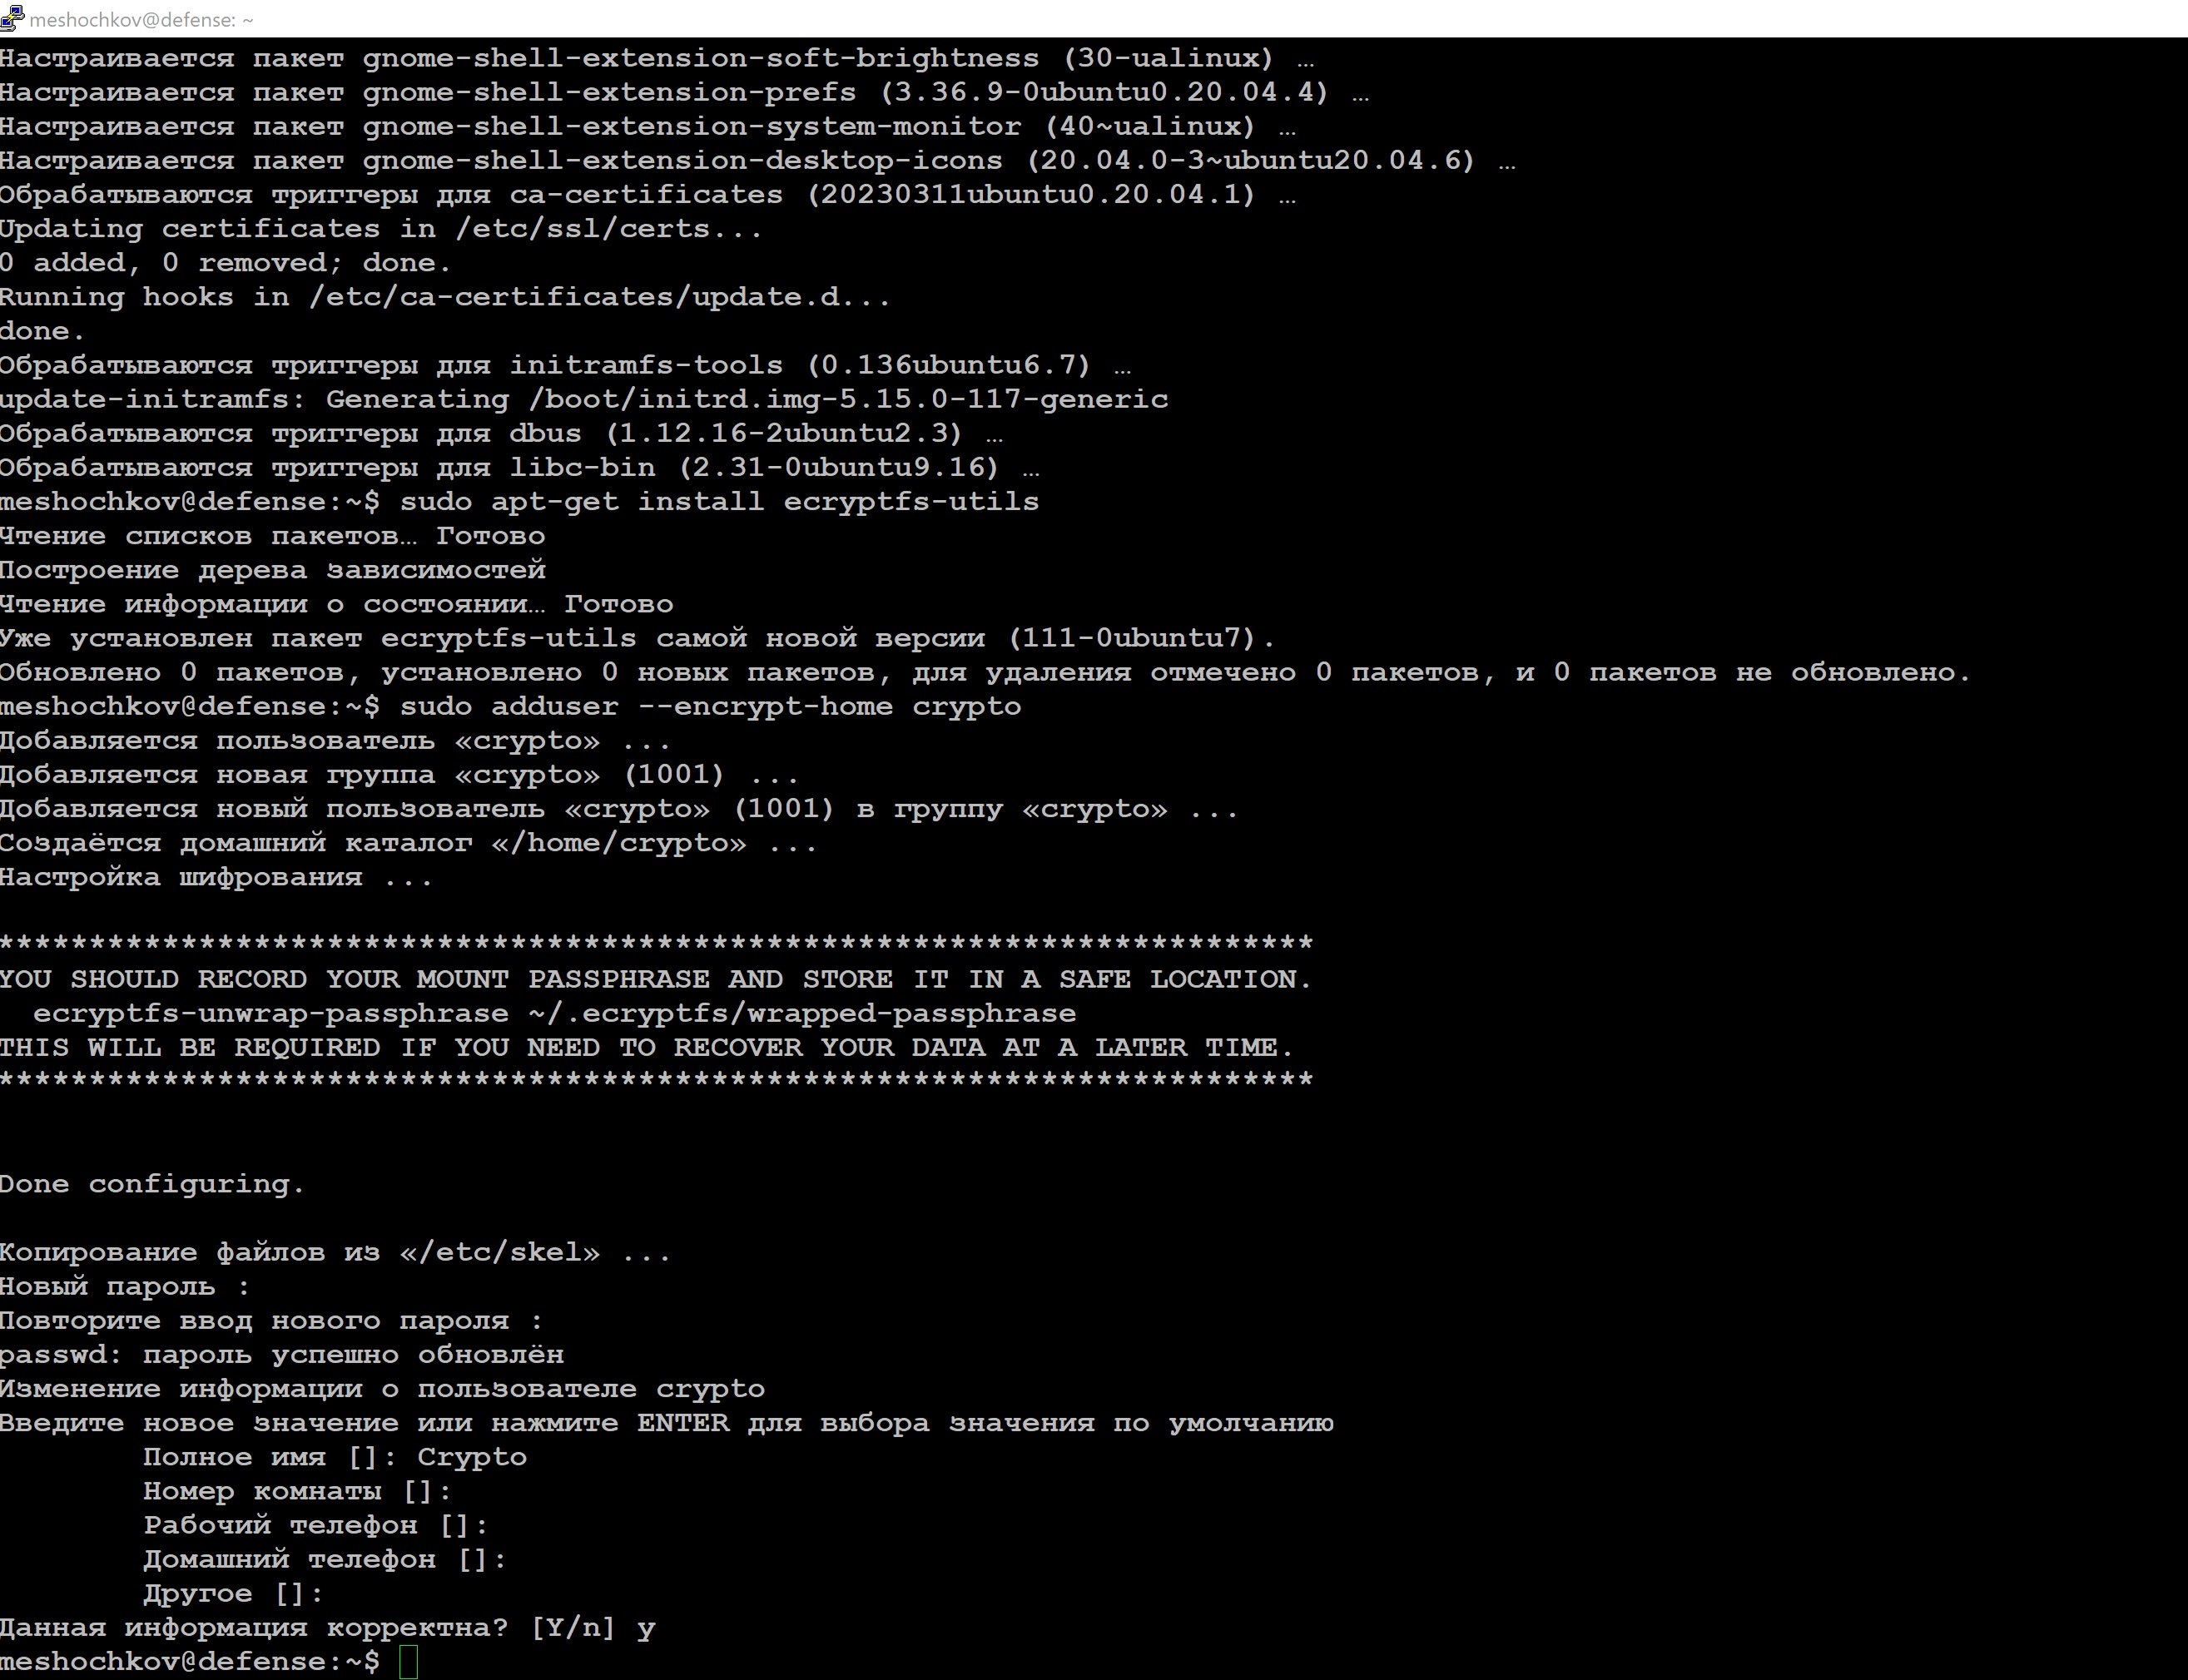 meshochkov@defense: ~
Настраивается пакет gnome-shell-extension-soft-brightness (30-ualinux) …
Настраивается пакет gnome-shell-extension-prefs (3.36.9-0ubuntu0.20.04.4) …
Настраивается пакет gnome-shell-extension-system-monitor (40~ualinux) …
Настраивается пакет gnome-shell-extension-desktop-icons (20.04.0-3~ubuntu20.04.6) …
Обрабатываются триггеры для ca-certificates (20230311ubuntu0.20.04.1) …
Updating certificates in /etc/ssl/certs...
0 added, 0 removed; done.
Running hooks in /etc/ca-certificates/update.d...
done.
Обрабатываются триггеры для initramfs-tools (0.136ubuntu6.7) …
update-initramfs: Generating /boot/initrd.img-5.15.0-117-generic
Обрабатываются триггеры для dbus (1.12.16-2ubuntu2.3) …
Обрабатываются триггеры для libc-bin (2.31-0ubuntu9.16) …
meshochkov@defense:~$ sudo apt-get install ecryptfs-utils
Чтение списков пакетов… Готово
Построение дерева зависимостей
Чтение информации о состоянии… Готово
Уже установлен пакет ecryptfs-utils самой новой версии (111-0ubuntu7).
Обновлено 0 пакетов, установлено 0 новых пакетов, для удаления отмечено 0 пакетов, и 0 пакетов не обновлено.
meshochkov@defense:~$ sudo adduser --encrypt-home crypto
Добавляется пользователь «crypto» ...
Добавляется новая группа «crypto» (1001) ...
Добавляется новый пользователь «crypto» (1001) в группу «crypto» ...
Создаётся домашний каталог «/home/crypto» ...
Настройка шифрования ...
************************************************************************
YOU SHOULD RECORD YOUR MOUNT PASSPHRASE AND STORE IT IN A SAFE LOCATION.
ecryptfs-unwrap-passphrase ~/.ecryptfs/wrapped-passphrase
THIS WILL BE REQUIRED IF YOU NEED TO RECOVER YOUR DATA AT A LATER TIME.
************************************************************************
Done configuring.
Копирование файлов из «/etc/skel» ...
Новый пароль :
Повторите ввод нового пароля :
passwd: пароль успешно обновлён
Изменение информации о пользователе crypto
Введите новое значение или нажмите ENTER для выбора значения по умолчанию
Полное имя []: Crypto
Номер комнаты []:
Рабочий телефон []:
Домашний телефон []:
Другое []:
Данная информация корректна? [Y/n] y
meshochkov@defense:~$